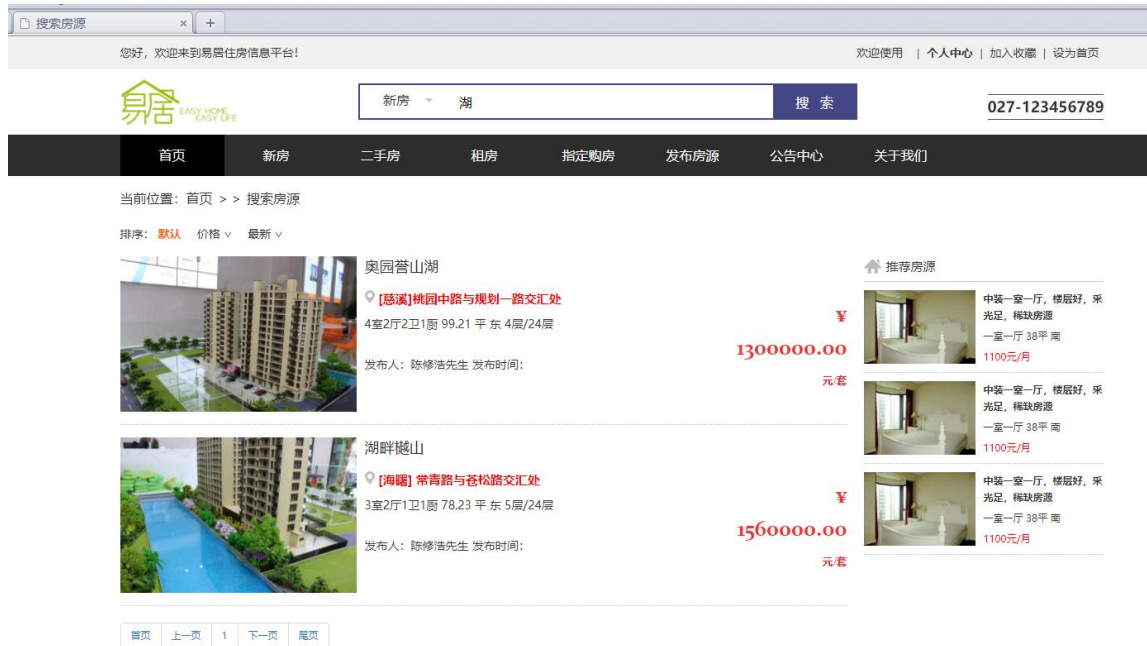 搜索房源 × +
您好，欢迎来到易居住房信息平台！
欢迎使用 | 个人中心 | 加入收藏 | 设为首页
易居 EASY HOME
EASY LIFE
新房 湖 搜 索
027-123456789
首页 新房 二手房 租房 指定购房 发布房源 公告中心 关于我们
当前位置：首页 > > 搜索房源
排序： 默认 价格 ∨ 最新 ∨
奥园誉山湖
[慈溪]桃园中路与规划一路交汇处
4室2厅2卫1厨 99.21 平 东 4层/24层
发布人：陈修浩先生 发布时间：
¥
1300000.00
元/套
湖畔樾山
[海曙] 常青路与苍松路交汇处
3室2厅1卫1厨 78.23 平 东 5层/24层
发布人：陈修浩先生 发布时间：
¥
1560000.00
元/套
推荐房源
中装一室一厅，楼层好，采
光足，稀缺房源
一室一厅 38平 南
1100元/月
中装一室一厅，楼层好，采
光足，稀缺房源
一室一厅 38平 南
1100元/月
中装一室一厅，楼层好，采
光足，稀缺房源
一室一厅 38平 南
1100元/月
首页 上一页 1 下一页 尾页